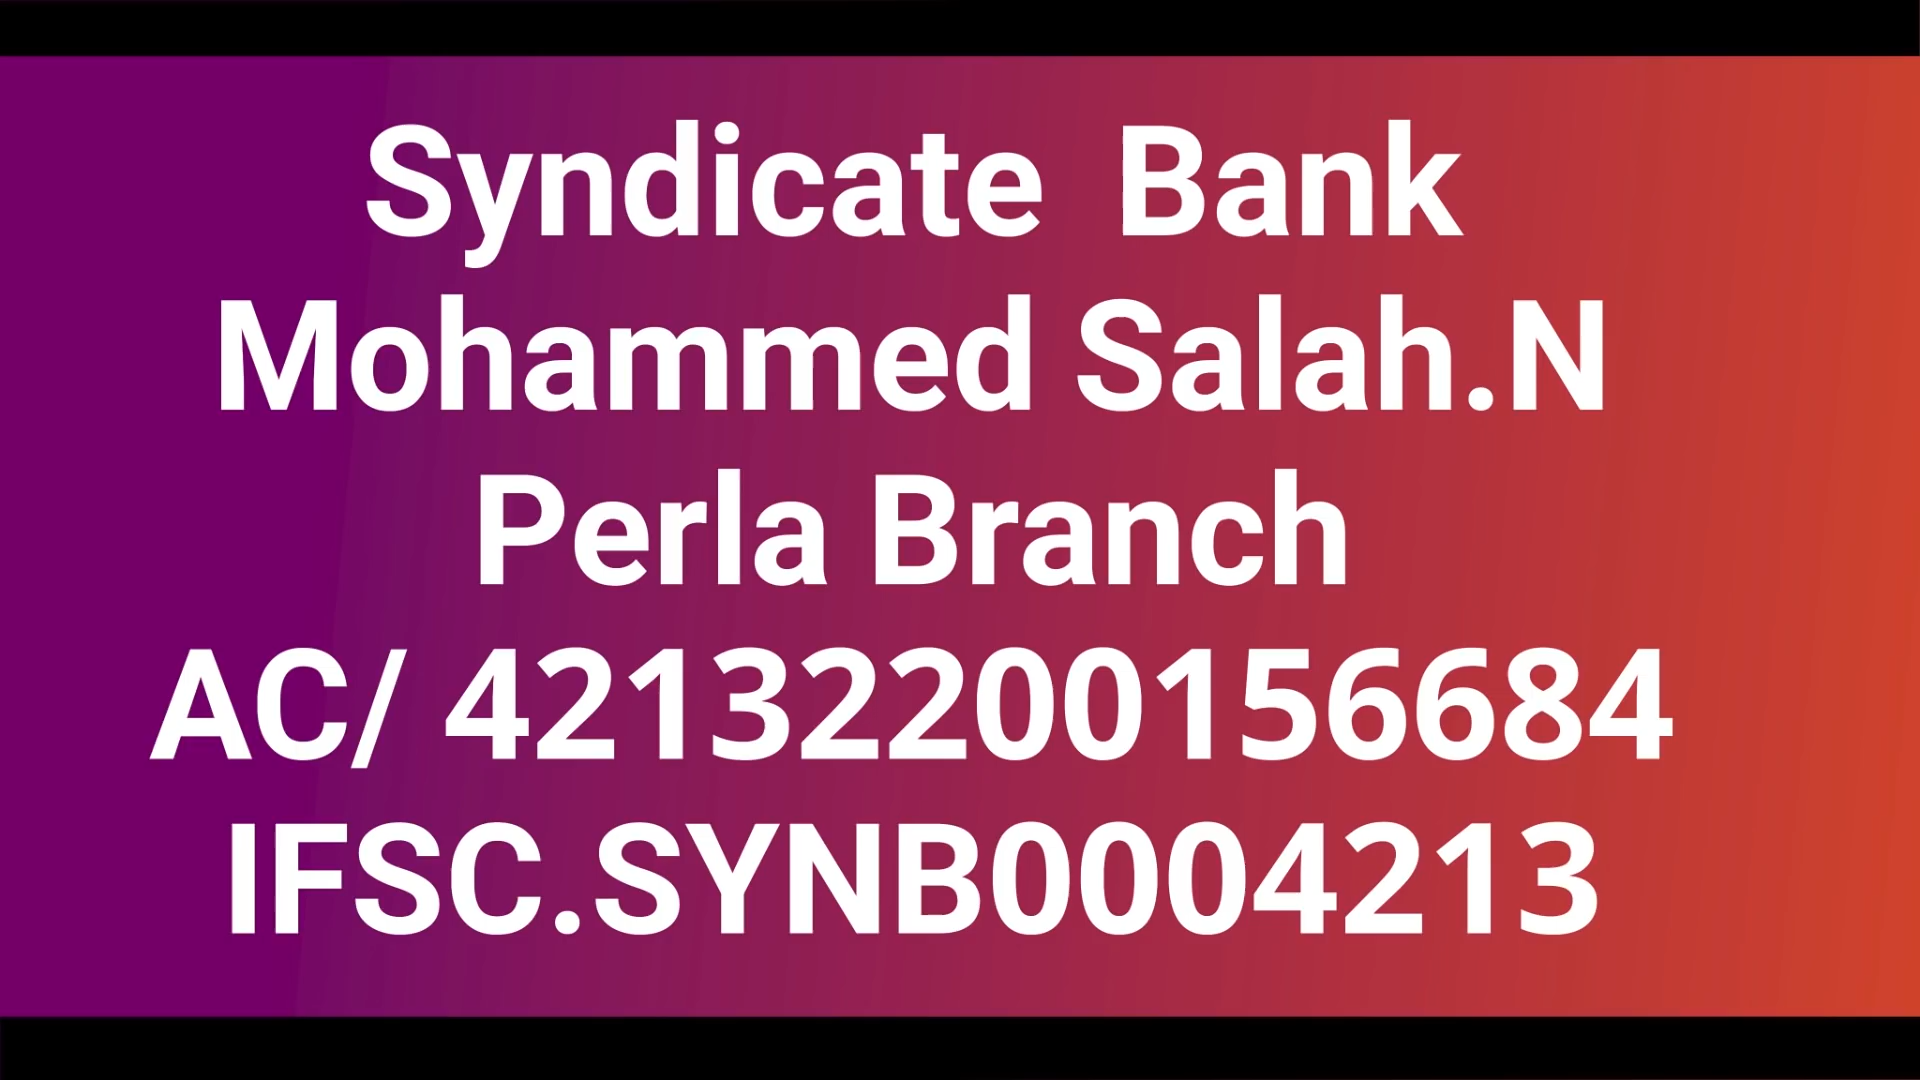 Syndicate  Bank
Mohammed Salah.N
Perla Branch
AC/ 42132200156684
IFSC.SYNB0004213